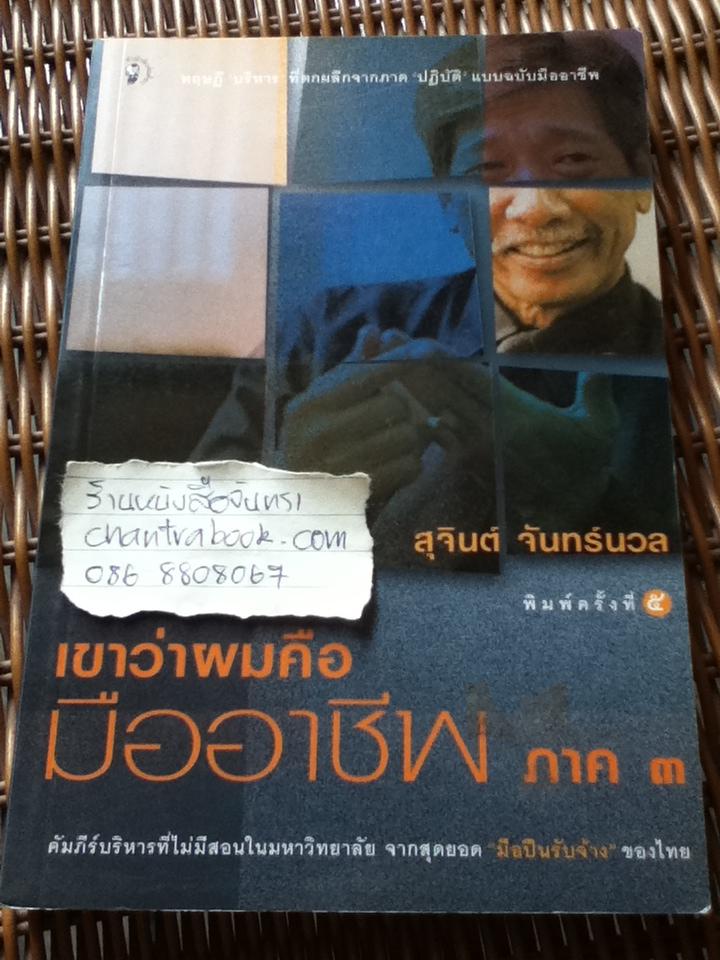 ทฤษฎี "บริหาร" ที่ตกผลึกจากภาค "ปฏิบัติ" แบบฉบับมืออาชีพ
ร้านหนังสือจันทรา
chantrabook.com
086 8808067
สุจินต์ จันทร์นวล
พิมพ์ครั้งที่ ๕
เขาว่าผมคือ
มืออาชีพ ภาค ๓
คัมภีร์บริหารที่ไม่มีสอนในมหาวิทยาลัย จากสุดยอด "มือปืนรับจ้าง" ของไทย